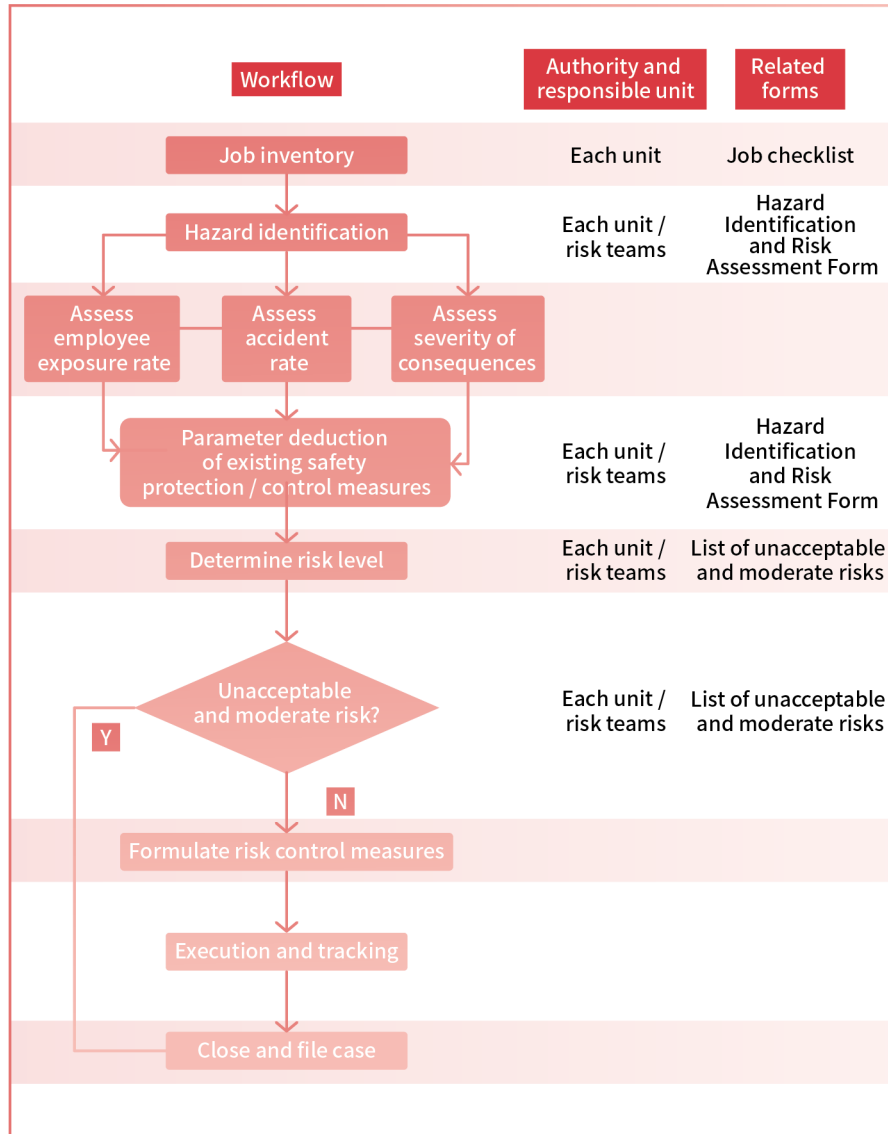 Workflow
Authority and
responsible unit
Related
forms
Job inventory
Each unit
Job checklist
Hazard identification
Each unit /
risk teams
Hazard
Identification
and Risk
Assessment Form
Assess
employee
exposure rate
Assess
accident
rate
Assess
severity of
consequences
Parameter deduction
of existing safety
protection / control measures
Each unit /
risk teams
Hazard
Identification
and Risk
Assessment Form
Determine risk level
Each unit /
risk teams
List of unacceptable
and moderate risks
Unacceptable
and moderate risk?
Each unit /
risk teams
List of unacceptable
and moderate risks
Y
N
Formulate risk control measures
Execution and tracking
Close and file case